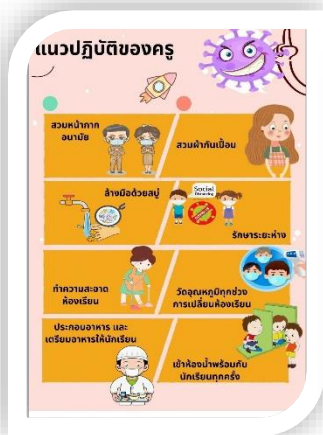 แนวปฏิบัติของครู
สวมหน้ากาก
อนามัย
สวมผ้ากันเปื้อน
ล้างมือด้วยสบู่
Social
Distancing
รักษาระยะห่าง
ทำความสะอาด
ห้องเรียน
วัดอุณหภูมิทุกช่วง
การเปลี่ยนห้องเรียน
ประกอบอาหาร และ
เตรียมอาหารให้นักเรียน
เข้าห้องน้ำพร้อมกับ
นักเรียนทุกครั้ง